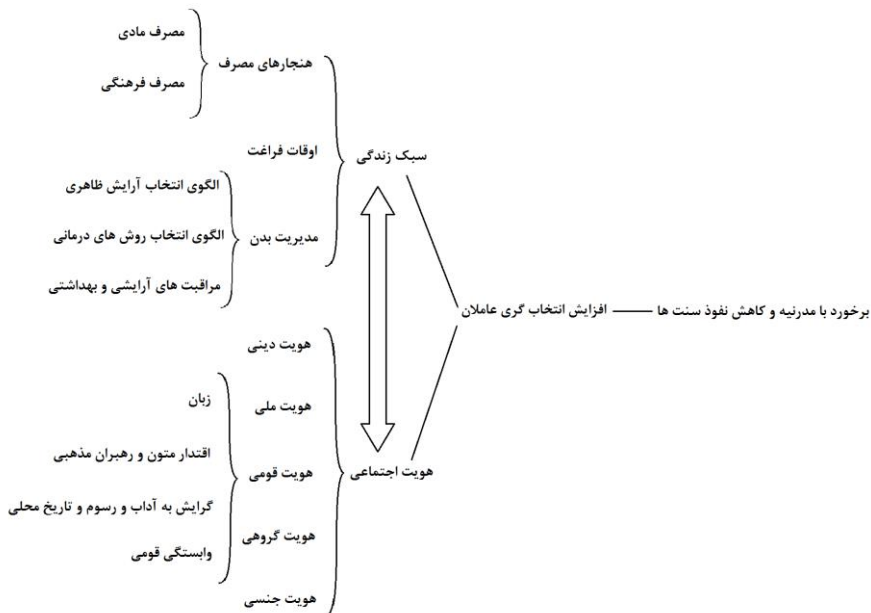 برخورد با مدرنیه و کاهش نفوذ سنت ها
افزایش انتخاب گری عاملان
سبک زندگی
هنجارهای مصرف
مصرف مادی
مصرف فرهنگی
اوقات فراغت
مدیریت بدن
الگوی انتخاب آرایش ظاهری
الگوی انتخاب روش های درمانی
مراقبت های آرایشی و بهداشتی
هویت اجتماعی
هویت دینی
هویت ملی
هویت قومی
زبان
اقتدار متون و رهبران مذهبی
گرایش به آداب و رسوم و تاریخ محلی
وابستگی قومی
هویت گروهی
هویت جنسی